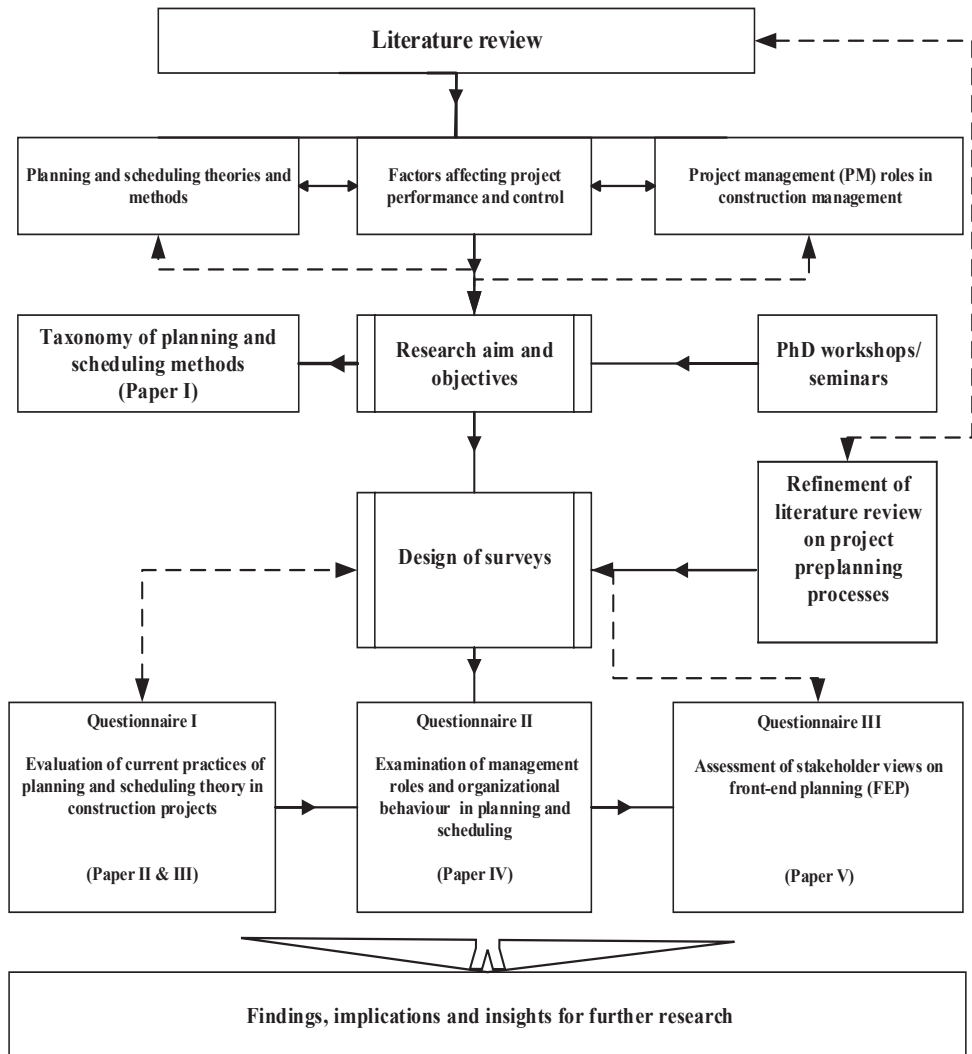 Literature review
Planning and scheduling theories and
methods
Factors affecting project
performance and control
Project management (PM) roles in
construction management
Taxonomy of planning and
scheduling methods
(Paper I)
Research aim and
objectives
PhD workshops/
seminars
Refinement of
literature review
on project
preplanning
processes
Design of surveys
Questionnaire I
Evaluation of current practices of
planning and scheduling theory in
construction projects
(Paper II & III)
Questionnaire II
Examination of management
roles and organizational
behaviour in planning and
scheduling
(Paper IV)
Questionnaire III
Assessment of stakeholder views on
front-end planning (FEP)
(Paper V)
Findings, implications and insights for further research